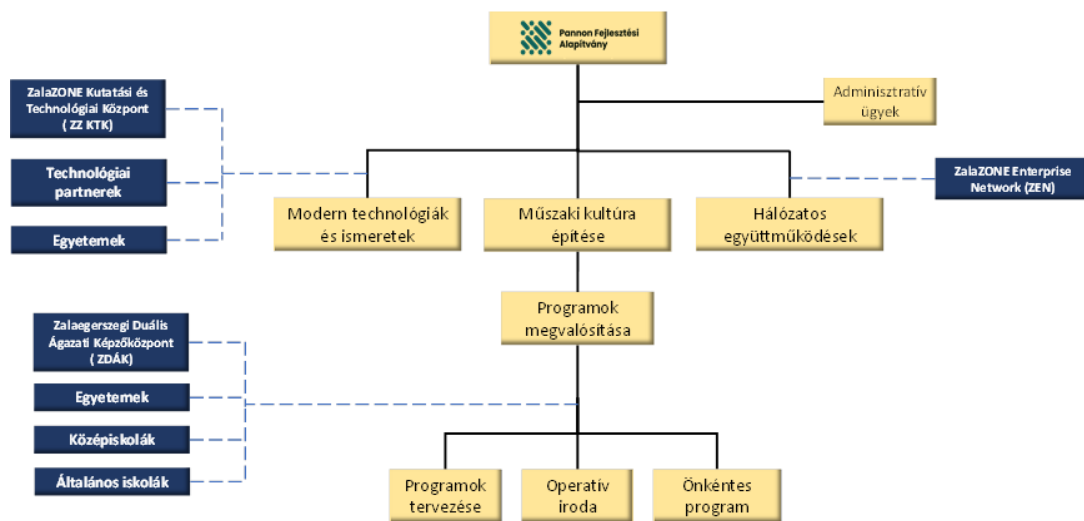 Pannon Fejlesztési
Alapítvány
Adminisztratív
ügyek
ZalaZONE Kutatási és
Technológiai Központ
( ZZ KTK)
Technológiai
partnerek
Egyetemek
ZalaZONE Enterprise
Network (ZEN)
Modern technológiák
és ismeretek
Műszaki kultúra
építése
Hálózatos
együttműködések
Programok
megvalósítása
Zalaegerszegi Duális
Ágazati Képzőközpont
( ZDÁK)
Egyetemek
Középiskolák
Általános iskolák
Programok
tervezése
Operatív
iroda
Önkéntes
program